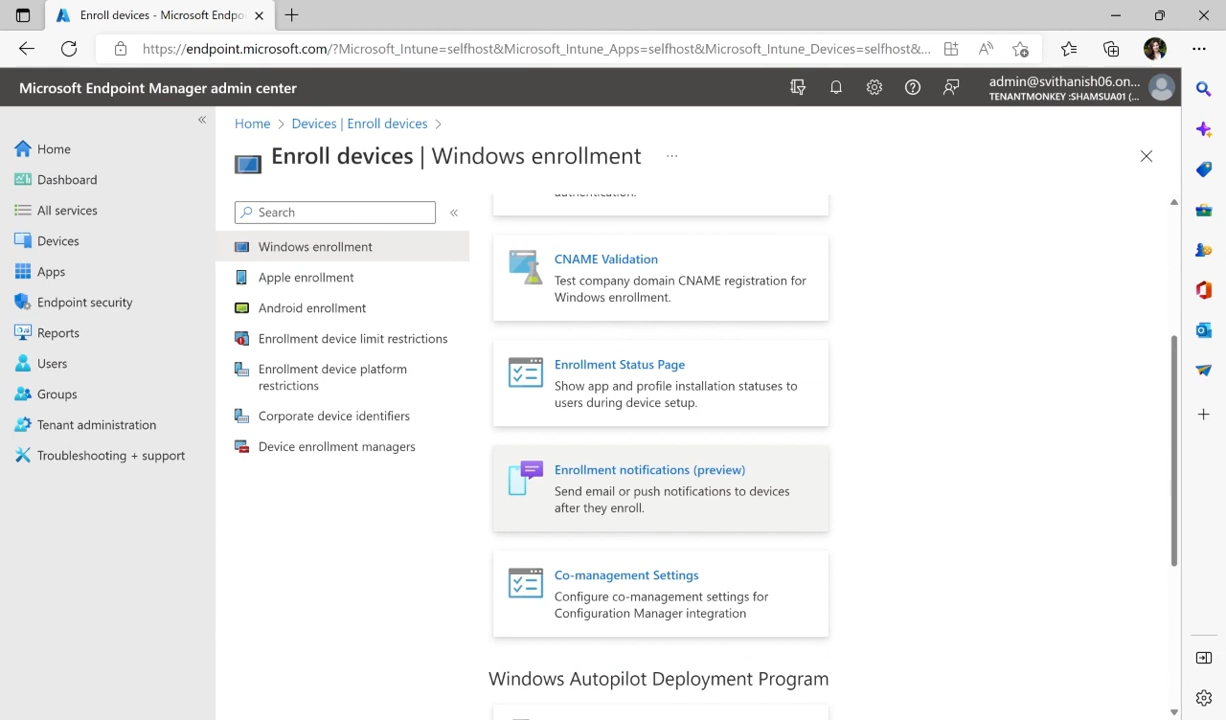 Enroll devices - Microsoft Endpo
https://endpoint.microsoft.com/?Microsoft_Intune=selfhost&Microsoft_Intune_Apps=selfhost&Microsoft_Intune_Devices=selfhost&...
Microsoft Endpoint Manager admin center
admin@svithanish06.on...
TENANTMONKEY :SHAMSUA01 (...
Home > Devices | Enroll devices >
Enroll devices | Windows enrollment
Home
Dashboard
All services
Devices
Apps
Endpoint security
Reports
Users
Groups
Tenant administration
Troubleshooting + support
Search
Windows enrollment
Apple enrollment
Android enrollment
Enrollment device limit restrictions
Enrollment device platform
restrictions
Corporate device identifiers
Device enrollment managers
authentication.
CNAME Validation
Test company domain CNAME registration for
Windows enrollment.
Enrollment Status Page
Show app and profile installation statuses to
users during device setup.
Enrollment notifications (preview)
Send email or push notifications to devices
after they enroll.
Co-management Settings
Configure co-management settings for
Configuration Manager integration
Windows Autopilot Deployment Program